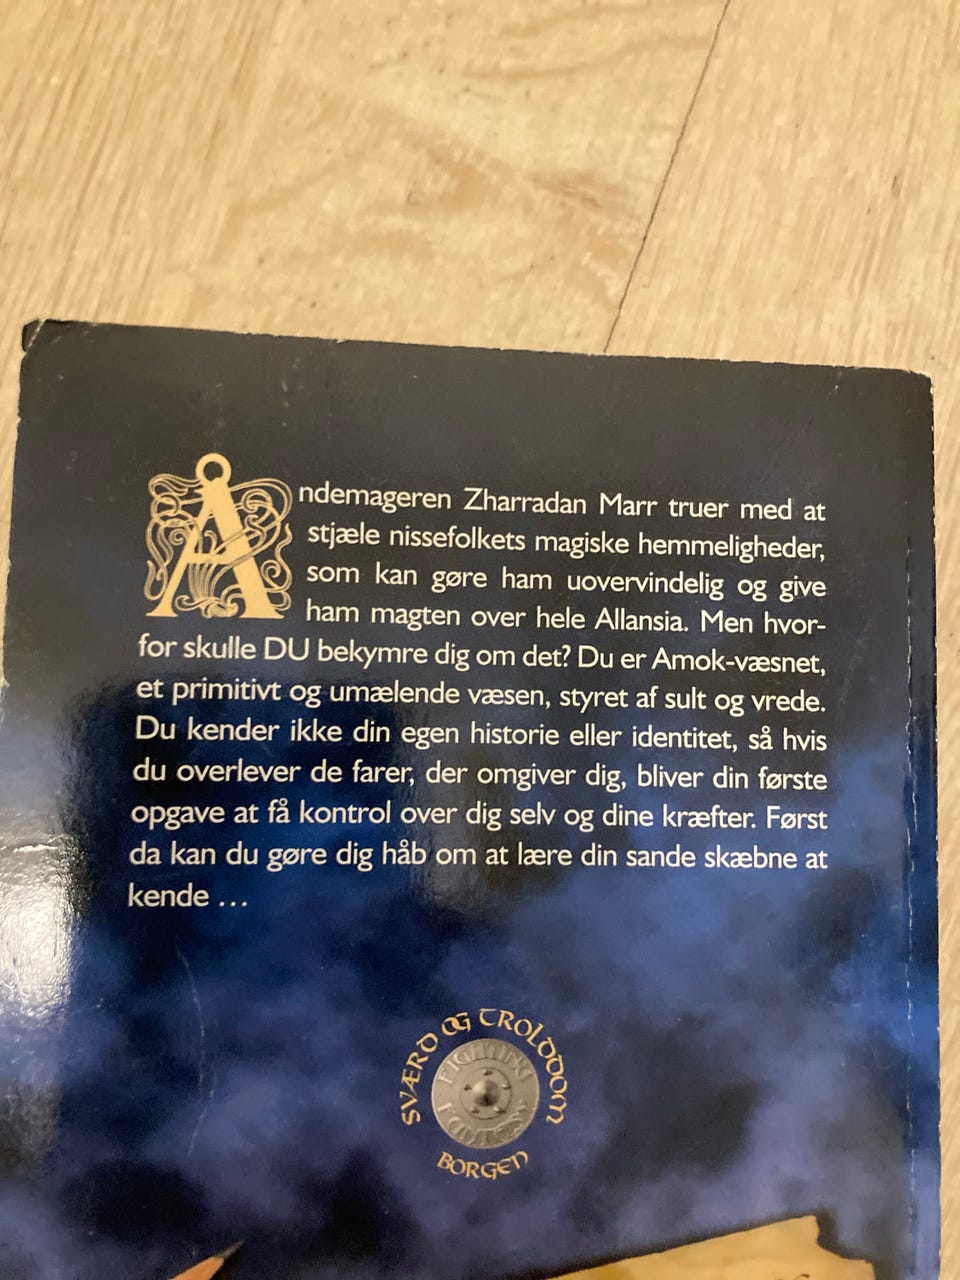 Åndemageren Zharradan Marr truer med at
stjæle nissefolkets magiske hemmeligheder,
som kan gøre ham uovervindelig og give
ham magten over hele Allansia. Men hvor-
for skulle DU bekymre dig om det? Du er Amok-væsnet,
et primitivt og umælende væsen, styret af sult og vrede.
Du kender ikke din egen historie eller identitet, så hvis
du overlever de farer, der omgiver dig, bliver din første
opgave at få kontrol over dig selv og dine kræfter. Først
da kan du gøre dig håb om at lære din sande skæbne at
kende ...
SVÆRD OG TROLDDOM
FIGHTING
FANTASY
BORGEN